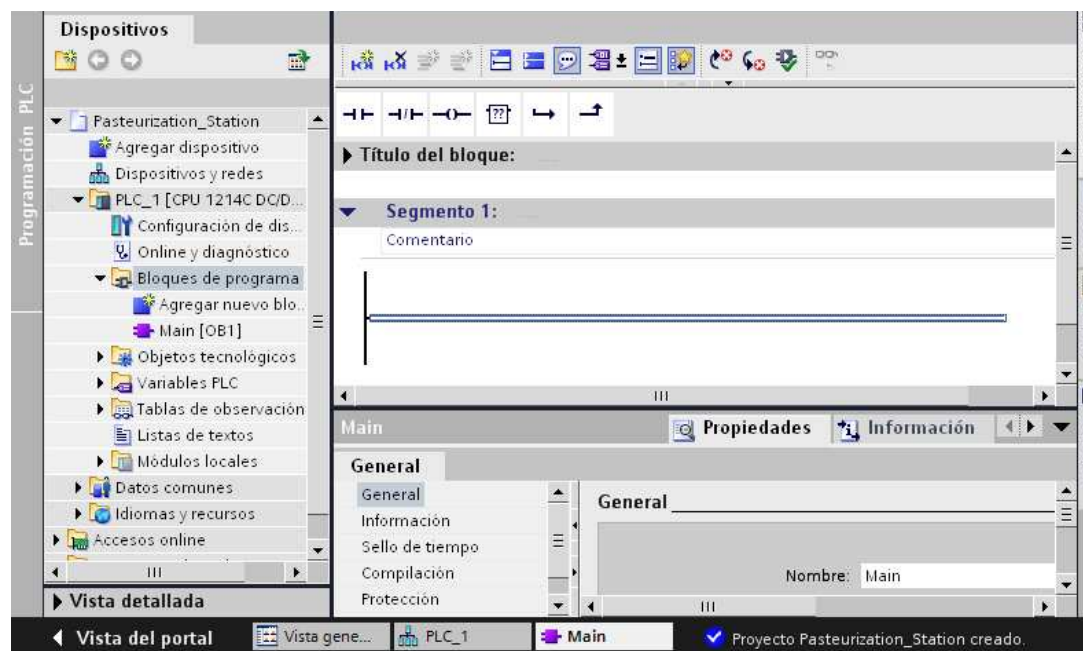 Dispositivos
Programación PLC
Pasteurization_Station
Agregar dispositivo
Dispositivos y redes
PLC_1 [CPU 1214C DC/D...
Configuración de dis...
Online y diagnóstico
Bloques de programa
Agregar nuevo blo..
Main [OB1]
Objetos tecnológicos
Variables PLC
Tablas de observación
Listas de textos
Módulos locales
Datos comunes
Idiomas y recursos
Accesos online
Vista detallada
??
Título del bloque:
Segmento 1:
Comentario
Main
Propiedades
Información
General
General
Información
Sello de tiempo
Compilación
Protección
General
Nombre: Main
Vista del portal
Vista gene...
PLC_1
Main
Proyecto Pasteurization_Station creado.